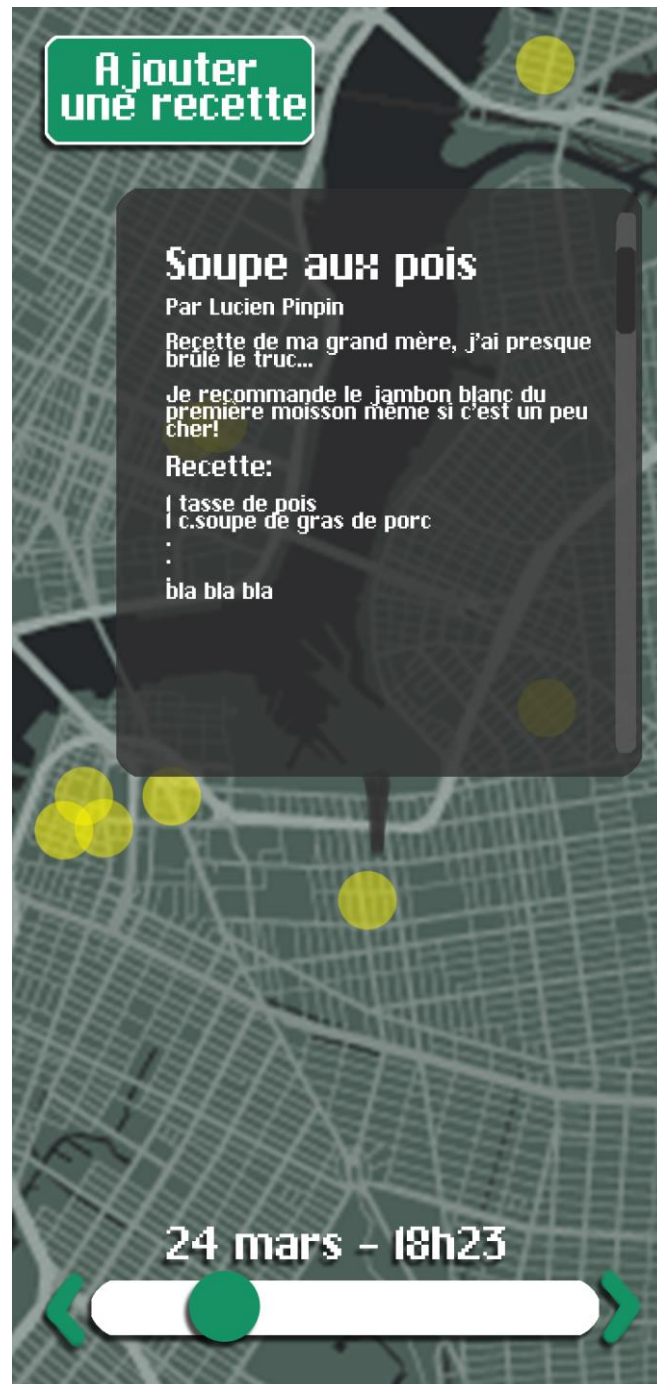 Ajouter
une recette
Soupe aux pois
Par Lucien Pinpin
Recette de ma grand mère, j'ai presque
brûlé le truc...
Je recommande le jambon blanc du
première moisson même si c'est un peu
cher!
Recette:
1 tasse de pois
1 c.soupe de gras de porc
.
.
.
bla bla bla
24 mars - 18h23